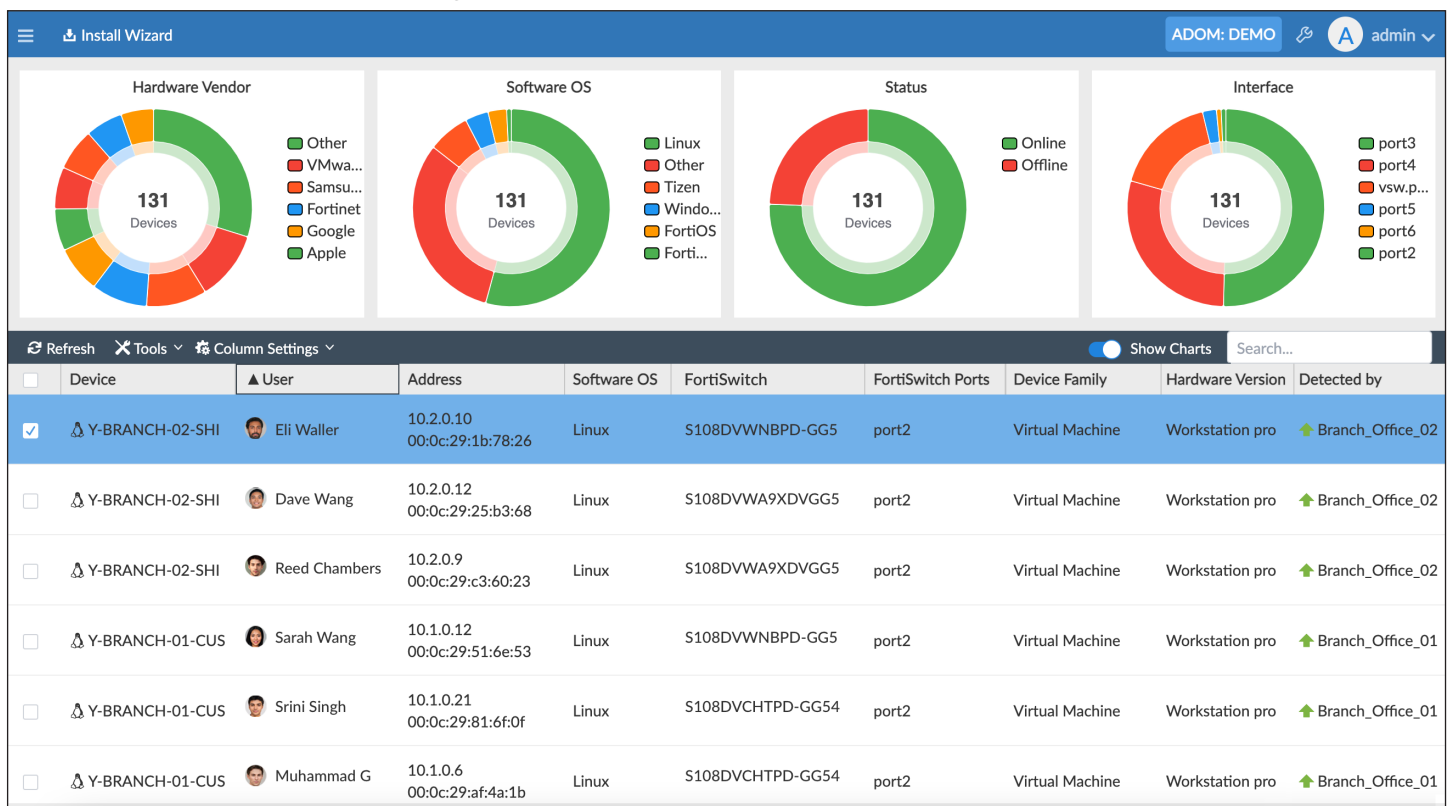 Install Wizard
ADOM: DEMO
A
admin
Hardware Vendor
131
Devices
Other
VMwa...
Samsu...
Fortinet
Google
Apple
Software OS
131
Devices
Linux
Other
Tizen
Windo...
FortiOS
Forti...
Status
131
Devices
Online
Offline
Interface
131
Devices
port3
port4
vsw.p...
port5
port6
port2
Refresh Tools Column Settings Show Charts Search...
Device User Address Software OS FortiSwitch FortiSwitch Ports Device Family Hardware Version Detected by
Y-BRANCH-02-SHI Eli Waller 10.2.0.10 Linux S108DVWNBPD-GG5 port2 Virtual Machine Workstation pro Branch_Office_02
00:0c:29:1b:78:26
Y-BRANCH-02-SHI Dave Wang 10.2.0.12 Linux S108DVWA9XDVGG5 port2 Virtual Machine Workstation pro Branch_Office_02
00:0c:29:25:b3:68
Y-BRANCH-02-SHI Reed Chambers 10.2.0.9 Linux S108DVWA9XDVGG5 port2 Virtual Machine Workstation pro Branch_Office_02
00:0c:29:c3:60:23
Y-BRANCH-01-CUS Sarah Wang 10.1.0.12 Linux S108DVWNBPD-GG5 port2 Virtual Machine Workstation pro Branch_Office_01
00:0c:29:51:6e:53
Y-BRANCH-01-CUS Srini Singh 10.1.0.21 Linux S108DVCHTPD-GG54 port2 Virtual Machine Workstation pro Branch_Office_01
00:0c:29:81:6f:0f
Y-BRANCH-01-CUS Muhammad G 10.1.0.6 Linux S108DVCHTPD-GG54 port2 Virtual Machine Workstation pro Branch_Office_01
00:0c:29:af:4a:1b